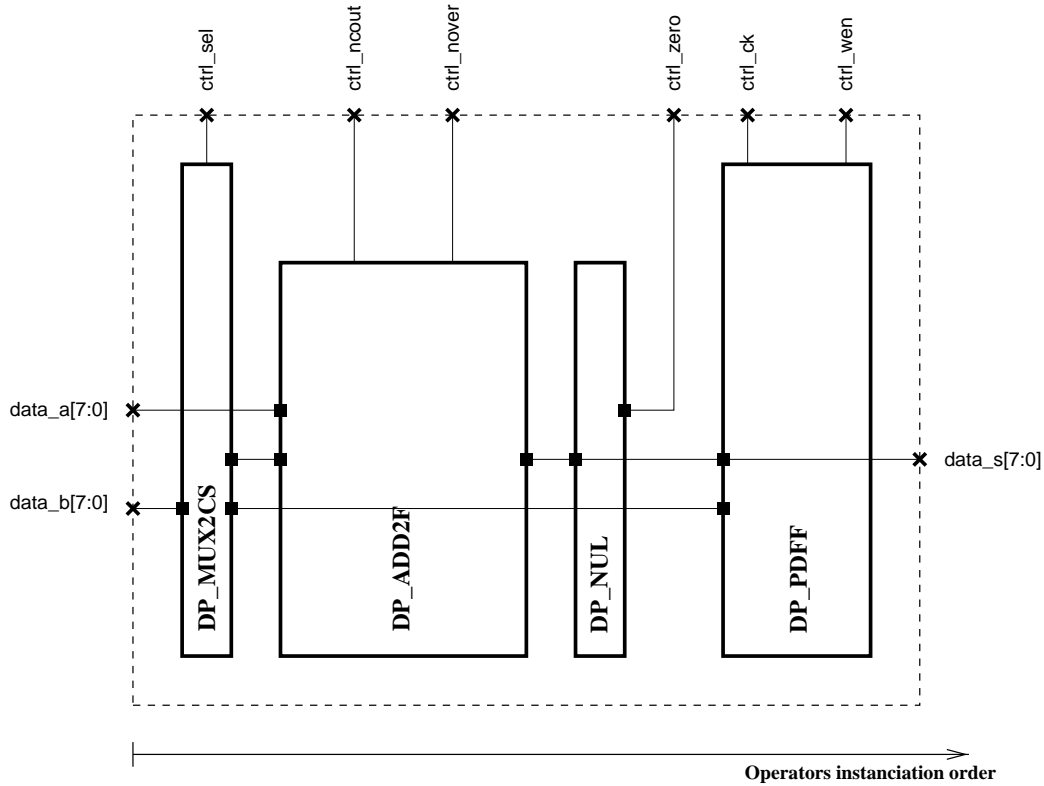 ctrl_sel
ctrl_ncout
ctrl_nover
ctrl_zero
ctrl_ck
ctrl_wen
data_a[7:0]
data_s[7:0]
data_b[7:0]
DP_MUX2CS
DP_ADD2F
DP_NUL
DP_PDFF
Operators instanciation order